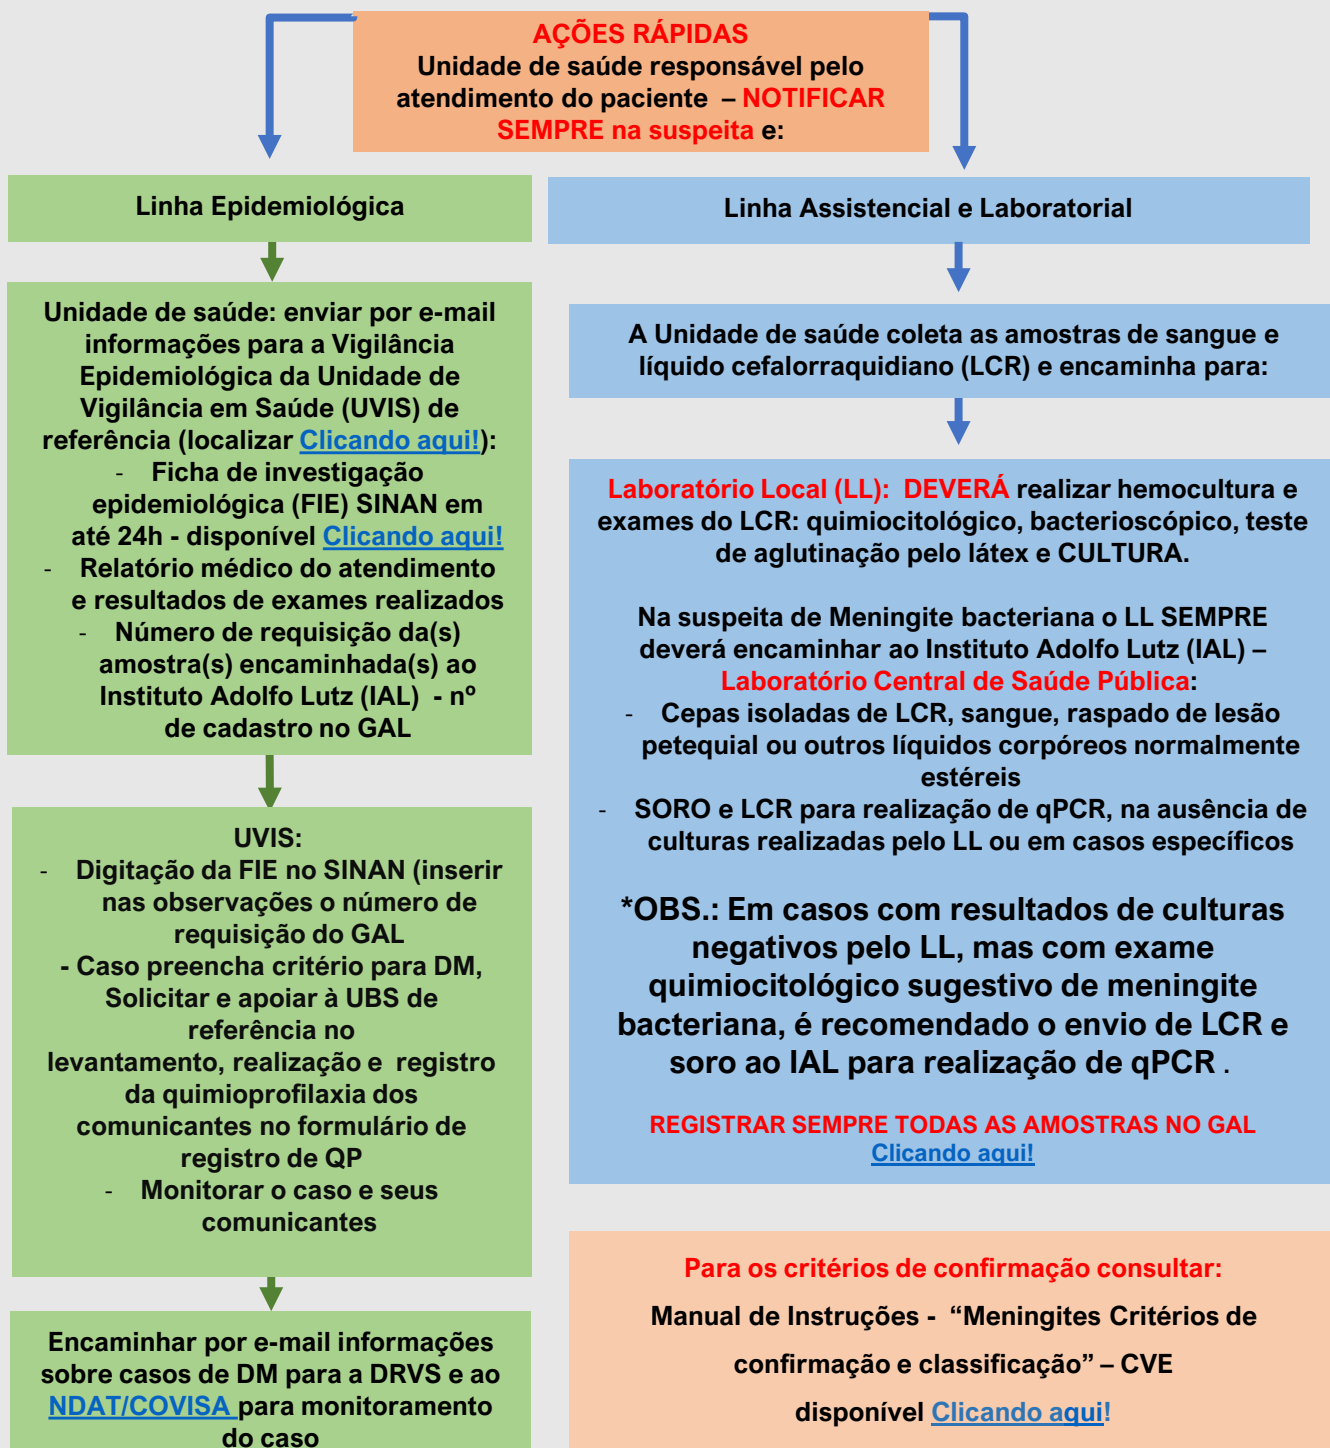 AÇÕES RÁPIDAS
Unidade de saúde responsável pelo
atendimento do paciente – NOTIFICAR
SEMPRE na suspeita e:
Linha Epidemiológica
Unidade de saúde: enviar por e-mail
informações para a Vigilância
Epidemiológica da Unidade de
Vigilância em Saúde (UVIS) de
referência (localizar Clicando aqui!):
- Ficha de investigação
epidemiológica (FIE) SINAN em
até 24h - disponível Clicando aqui!
- Relatório médico do atendimento
e resultados de exames realizados
- Número de requisição da(s)
amostra(s) encaminhada(s) ao
Instituto Adolfo Lutz (IAL) - nº
de cadastro no GAL
UVIS:
- Digitação da FIE no SINAN (inserir
nas observações o número de
requisição do GAL
- Caso preencha critério para DM,
Solicitar e apoiar à UBS de
referência no
levantamento, realização e registro
da quimioprofilaxia dos
comunicantes no formulário de
registro de QP
- Monitorar o caso e seus
comunicantes
Encaminhar por e-mail informações
sobre casos de DM para a DRVS e ao
NDAT/COVISA para monitoramento
do caso
Linha Assistencial e Laboratorial
A Unidade de saúde coleta as amostras de sangue e
líquido cefalorraquidiano (LCR) e encaminha para:
Laboratório Local (LL): DEVERÁ realizar hemocultura e
exames do LCR: quimiocitológico, bacterioscópico, teste
de aglutinação pelo látex e CULTURA.
Na suspeita de Meningite bacteriana o LL SEMPRE
deverá encaminhar ao Instituto Adolfo Lutz (IAL) –
Laboratório Central de Saúde Pública:
- Cepas isoladas de LCR, sangue, raspado de lesão
petequial ou outros líquidos corpóreos normalmente
estéreis
- SORO e LCR para realização de qPCR, na ausência de
culturas realizadas pelo LL ou em casos específicos
*OBS.: Em casos com resultados de culturas
negativos pelo LL, mas com exame
quimiocitológico sugestivo de meningite
bacteriana, é recomendado o envio de LCR e
soro ao IAL para realização de qPCR .
REGISTRAR SEMPRE TODAS AS AMOSTRAS NO GAL
Clicando aqui!
Para os critérios de confirmação consultar:
Manual de Instruções - “Meningites Critérios de
confirmação e classificação” – CVE
disponível Clicando aqui!